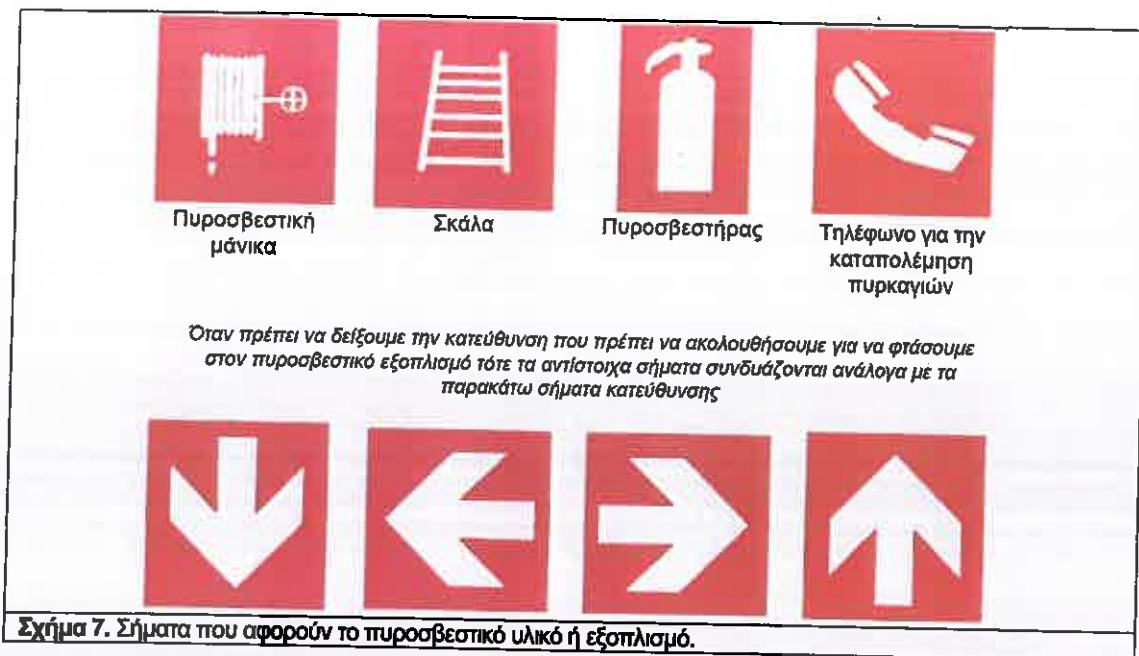 Πυροσβεστική
μάνικα
Σκάλα
Πυροσβεστήρας
Τηλέφωνο για την
καταπολέμηση
πυρκαγιών
Όταν πρέπει να δείξουμε την κατεύθυνση που πρέπει να ακολουθήσουμε για να φτάσουμε
στον πυροσβεστικό εξοπλισμό τότε τα αντίστοιχα σήματα συνδυάζονται ανάλογα με τα
παρακάτω σήματα κατεύθυνσης
Σχήμα 7. Σήματα που αφορούν το πυροσβεστικό υλικό ή εξοπλισμό.